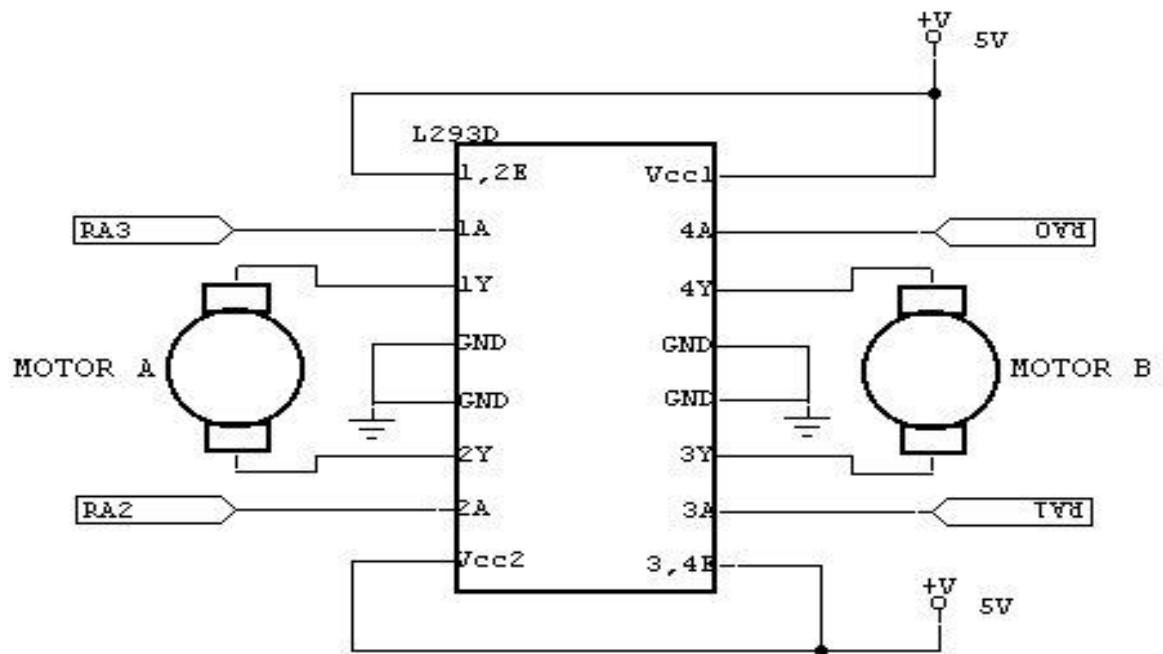 +V
5V
L293D
1,2E
Vcc1
RA3
1A
4A
RA0
1Y
4Y
GND
GND
MOTOR A
MOTOR B
GND
GND
2Y
3Y
RA2
2A
3A
RA1
Vcc2
3,4E
+V
5V